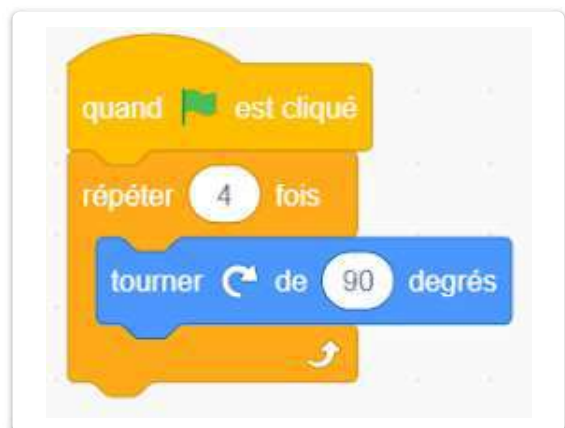 quand est cliqué
répéter 4 fois
tourner de 90 degrés